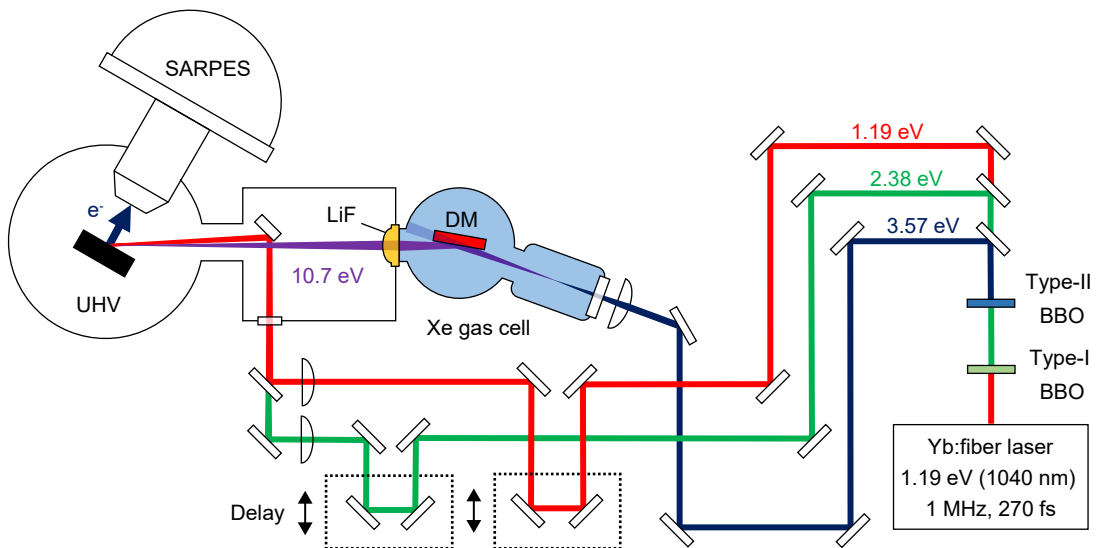 SARPES
1.19 eV
2.38 eV
e⁻
LiF
DM
3.57 eV
10.7 eV
Type-II
BBO
UHV
Xe gas cell
Type-I
BBO
Yb:fiber laser
1.19 eV (1040 nm)
1 MHz, 270 fs
Delay